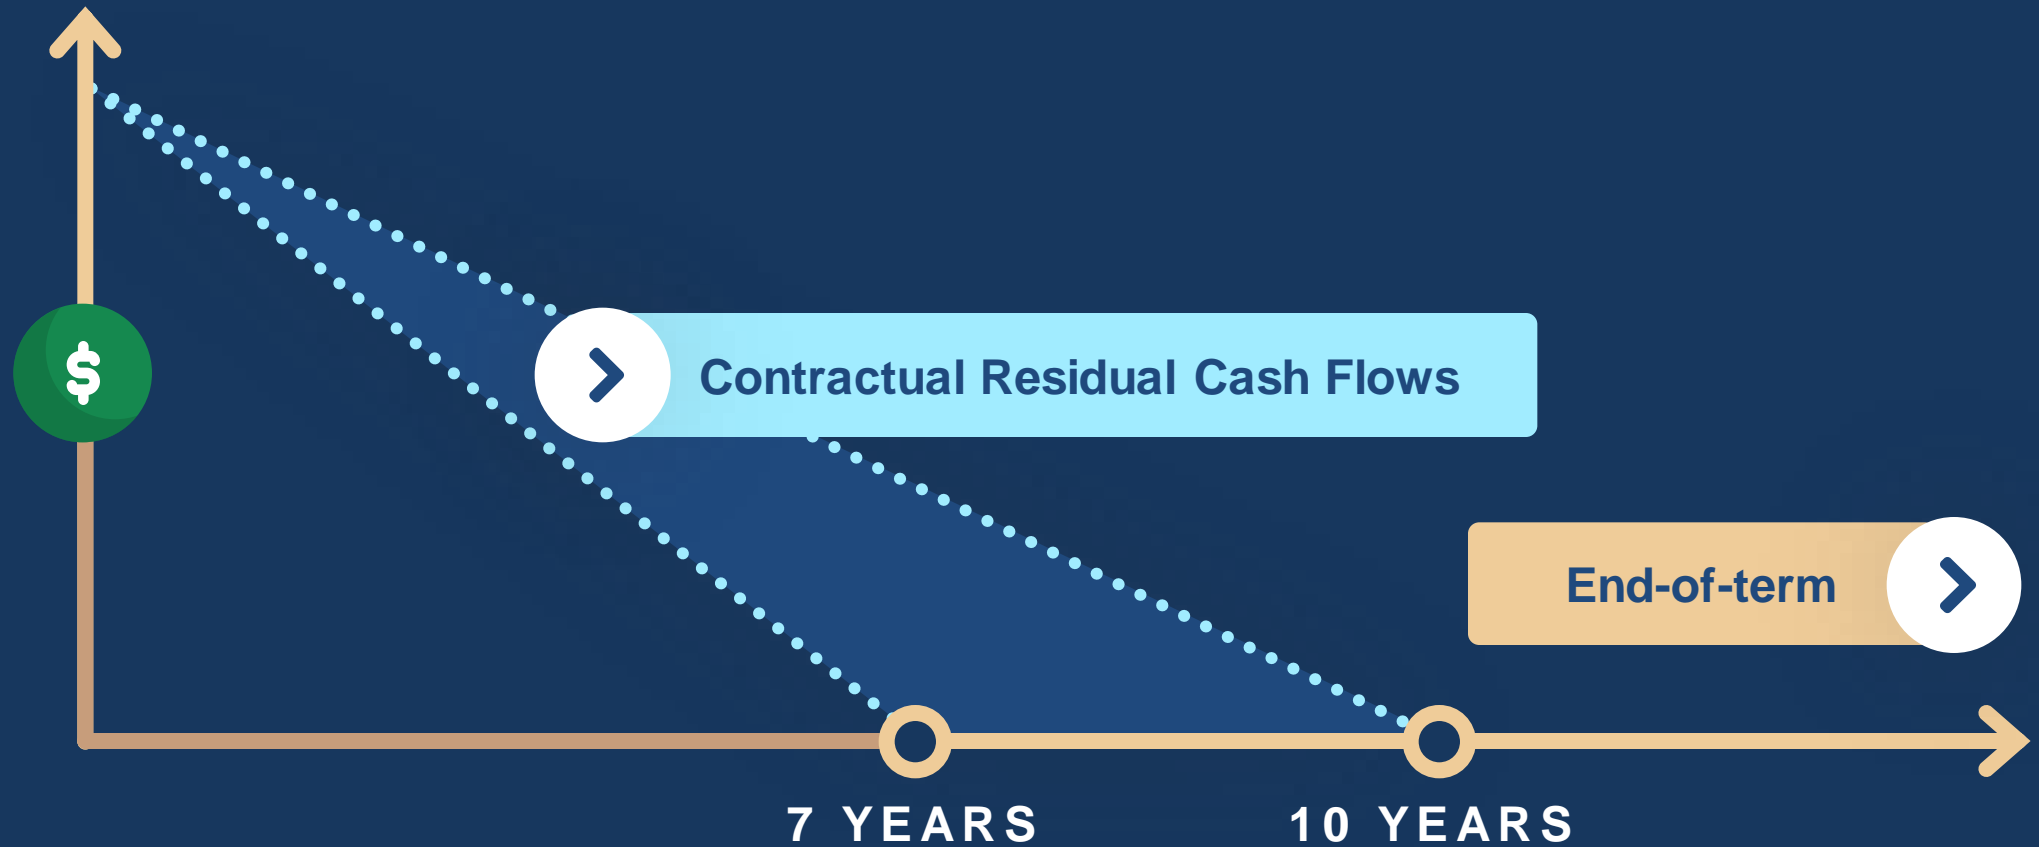 $
Contractual Residual Cash Flows
End-of-term
7 YEARS
10 YEARS